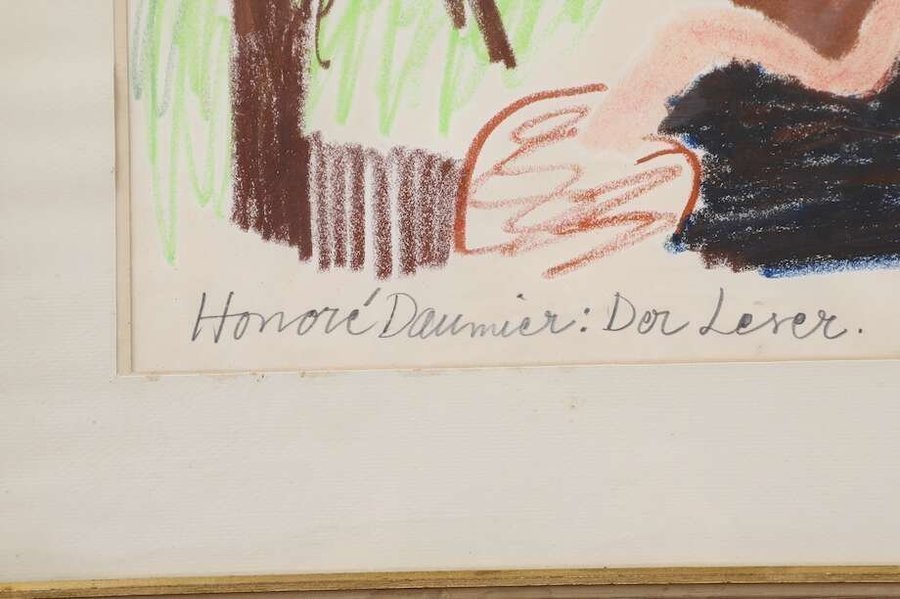 Honoré Daumier: Der Leser.